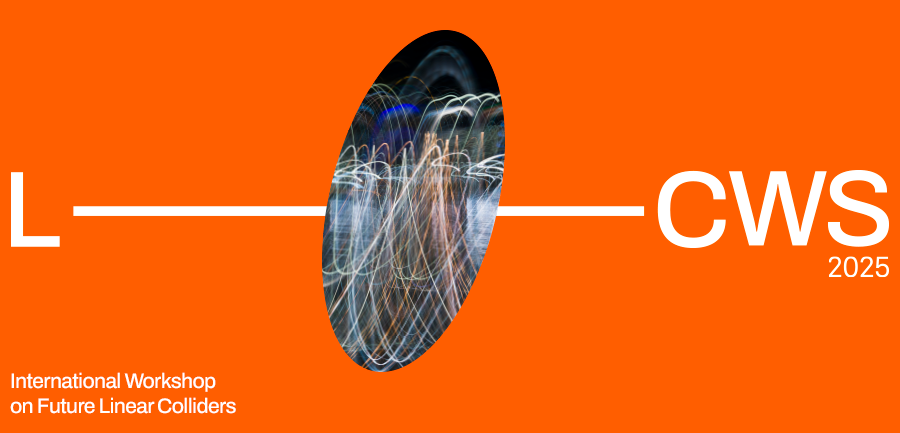 L CWS
2025
International Workshop
on Future Linear Colliders